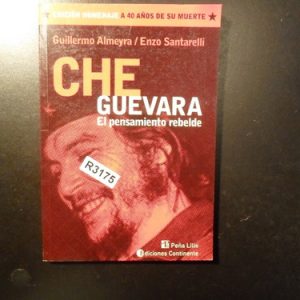 EDICIÓN HOMENAJE A 40 AÑOS DE SU MUERTE
Guillermo Almeyra / Enzo Santarelli
CHE
GUEVARA
El pensamiento rebelde
R3175
Peña Lillo
Ediciones Continente